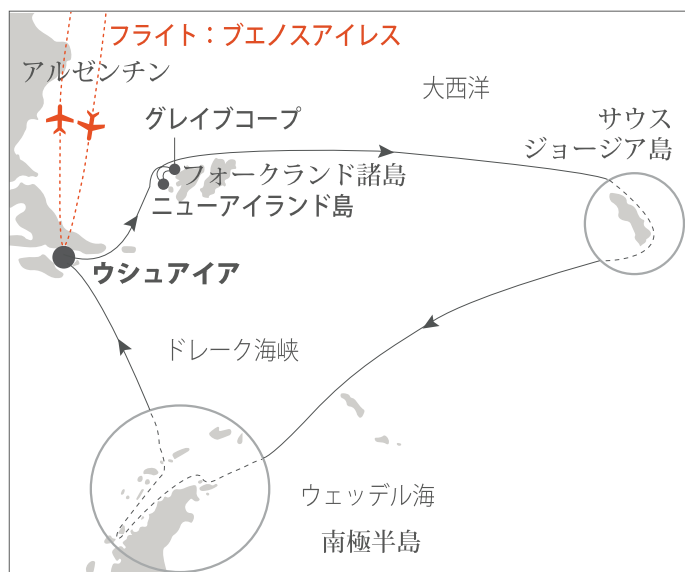 フライト：ブエノスアイレス
アルゼンチン
大西洋
グレイブコープ
サウス
ジョージア島
フォークランド諸島
ニューアイランド島
ウシュアイア
ドレーク海峡
ウェッデル海
南極半島